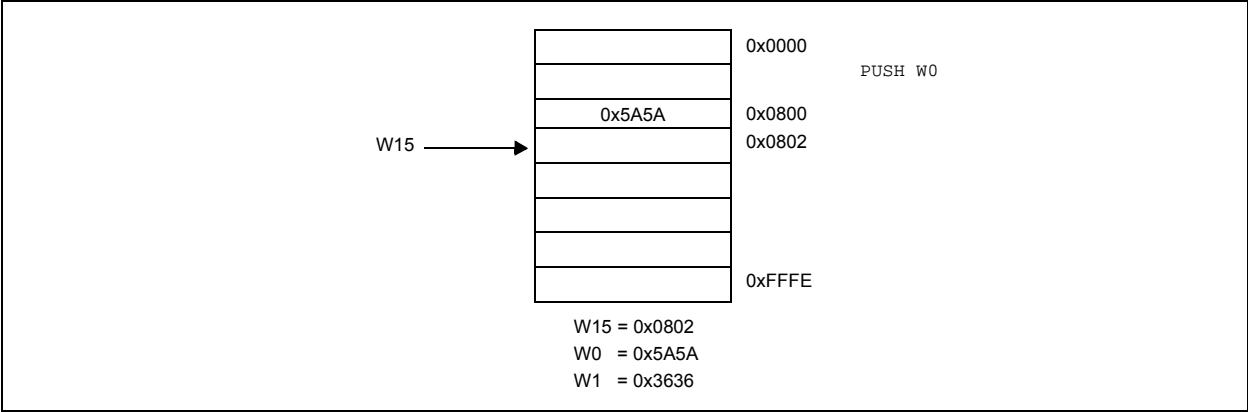 0x0000
PUSH W0
0x5A5A 0x0800
W15 0x0802
0xFFFE
W15 = 0x0802
W0 = 0x5A5A
W1 = 0x3636